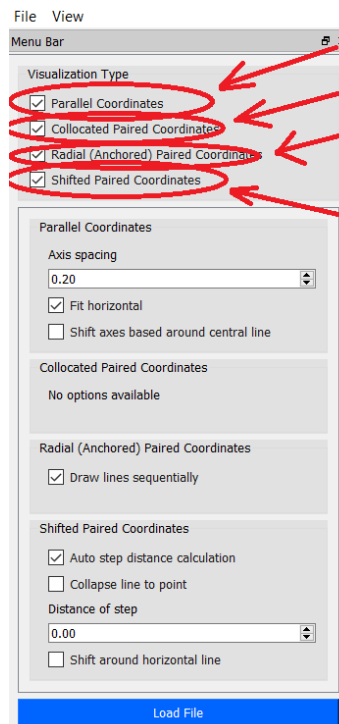 File View
Menu Bar
Visualization Type
Parallel Coordinates
Collocated Paired Coordinates
Radial (Anchored) Paired Coordinates
Shifted Paired Coordinates
Parallel Coordinates
Axis spacing
0.20
Fit horizontal
Shift axes based around central line
Collocated Paired Coordinates
No options available
Radial (Anchored) Paired Coordinates
Draw lines sequentially
Shifted Paired Coordinates
Auto step distance calculation
Collapse line to point
Distance of step
0.00
Shift around horizontal line
Load File